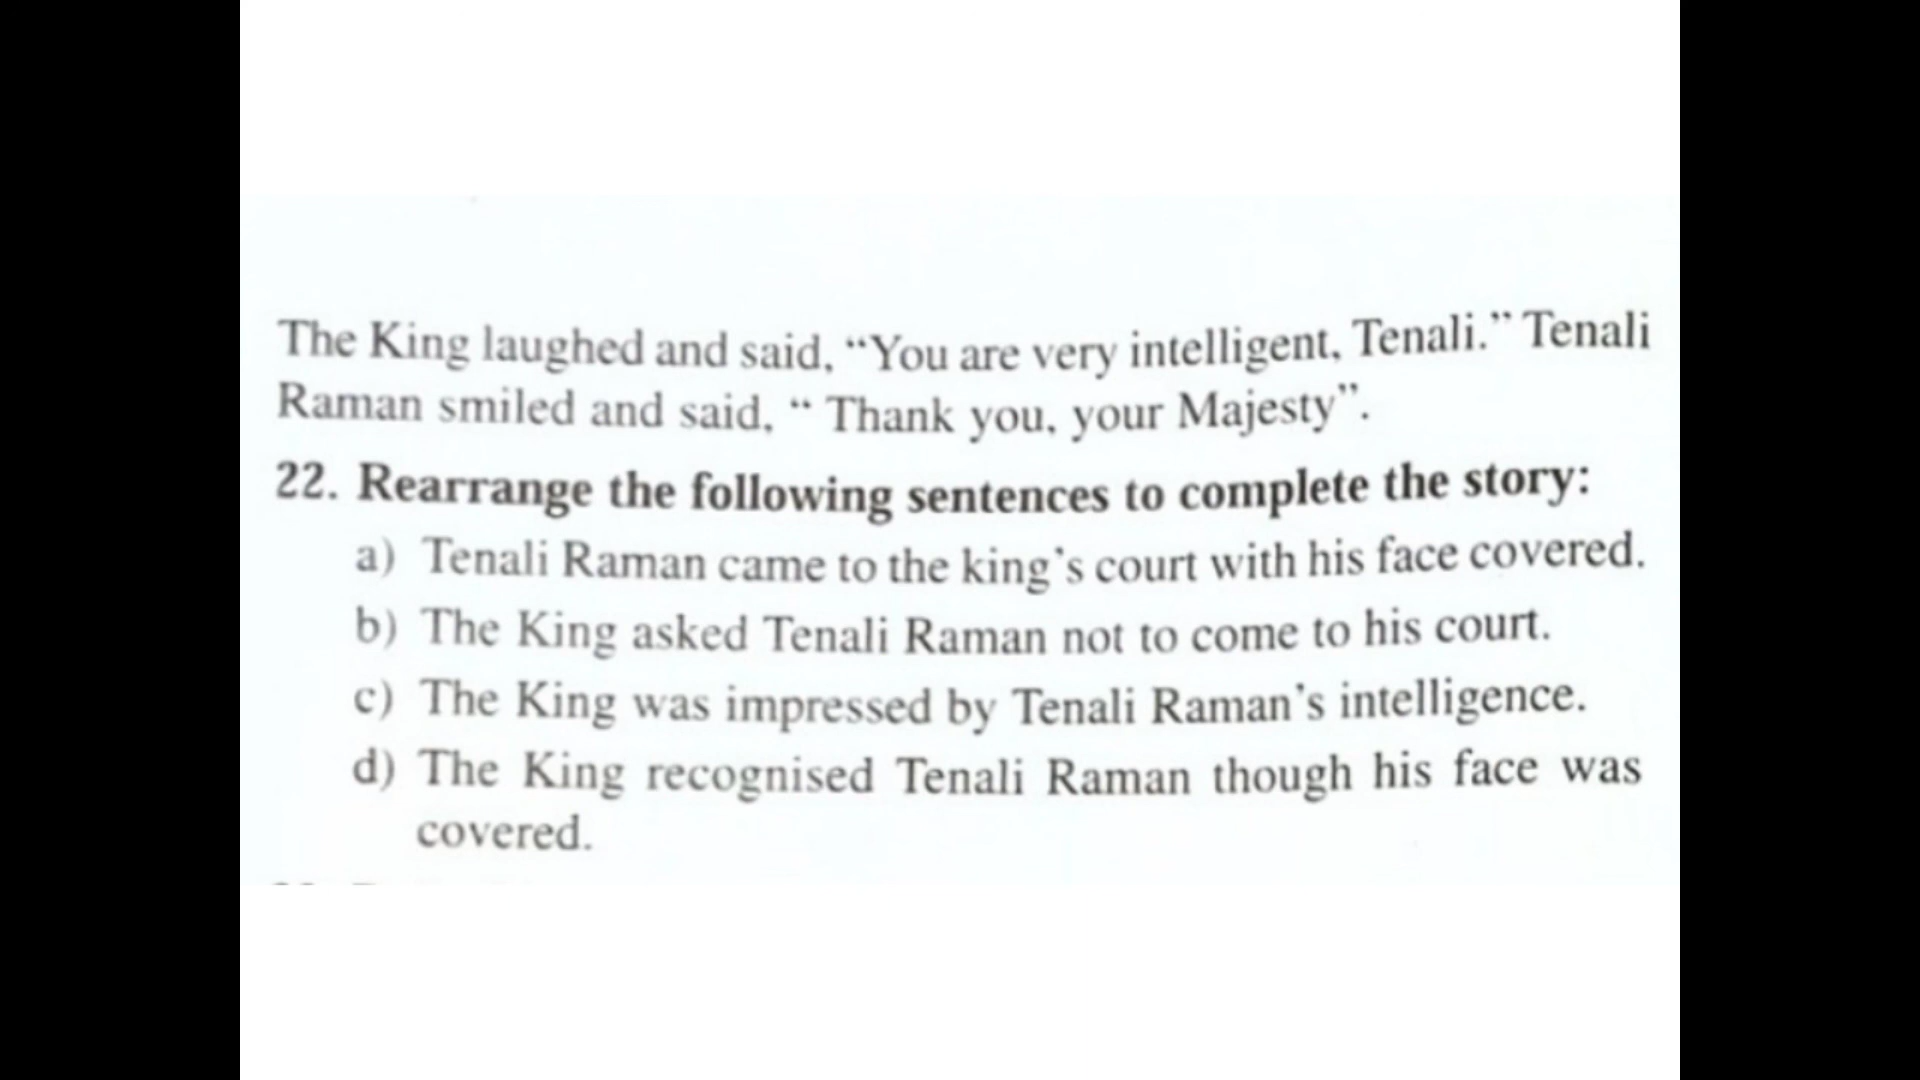 The King laughed and said, “You are very intelligent, Tenali.” Tenali
Raman smiled and said, “ Thank you, your Majesty”.
22. Rearrange the following sentences to complete the story:
a) Tenali Raman came to the king’s court with his face covered.
b) The King asked Tenali Raman not to come to his court.
c) The King was impressed by Tenali Raman’s intelligence.
d) The King recognised Tenali Raman though his face was
covered.